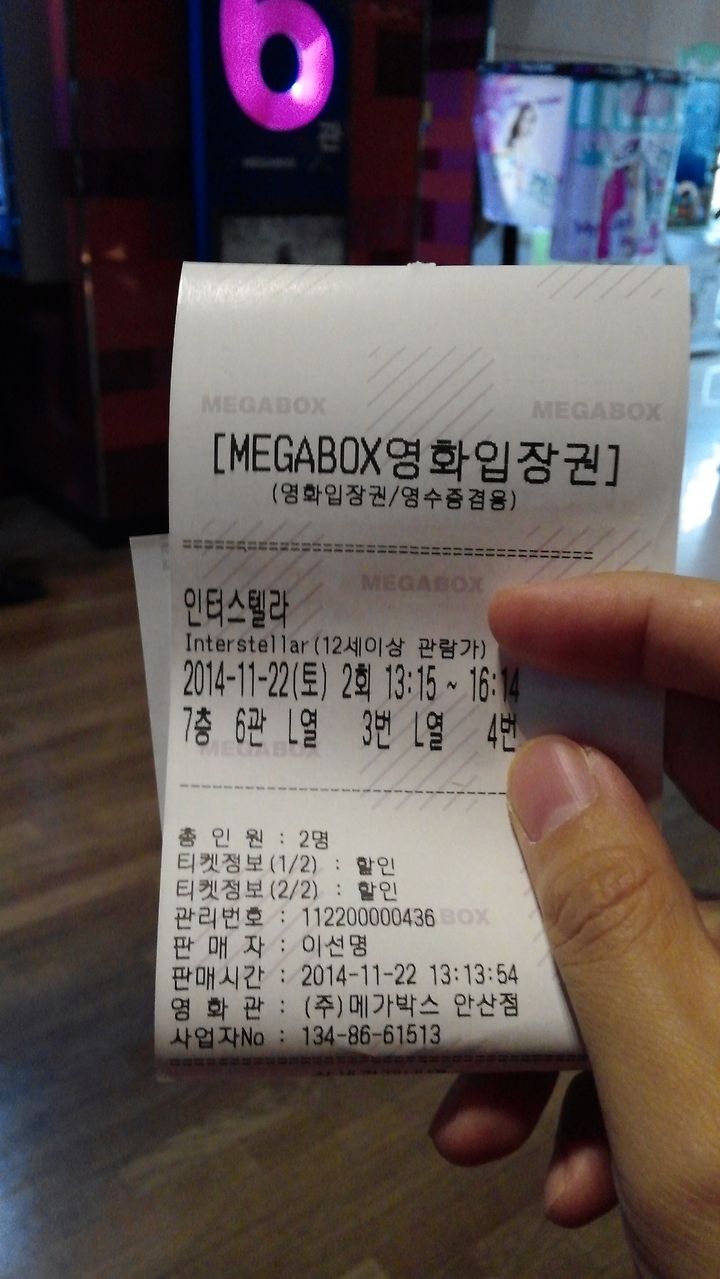 6
관
MEGABOX
MEGABOX MEGABOX
[MEGABOX영화입장권]
(영화입장권/영수증겸용)
MEGABOX
인터스텔라
Interstellar(12세이상 관람가)
2014-11-22(토) 2회 13:15 ~ 16:14
7층 6관 L열 3번 L열 4번
MEGABOX
총 인 원 : 2명
티켓정보(1/2) : 할인
티켓정보(2/2) : 할인
관리번호 : 112200000436
판 매 자 : 이선명
판매시간 : 2014-11-22 13:13:54
영 화 관 : (주)메가박스 안산점
사업자No : 134-86-61513